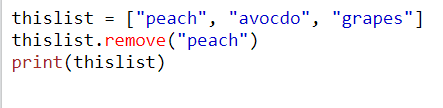 thislist = ["peach", "avocdo", "grapes"]
thislist.remove("peach")
print(thislist)